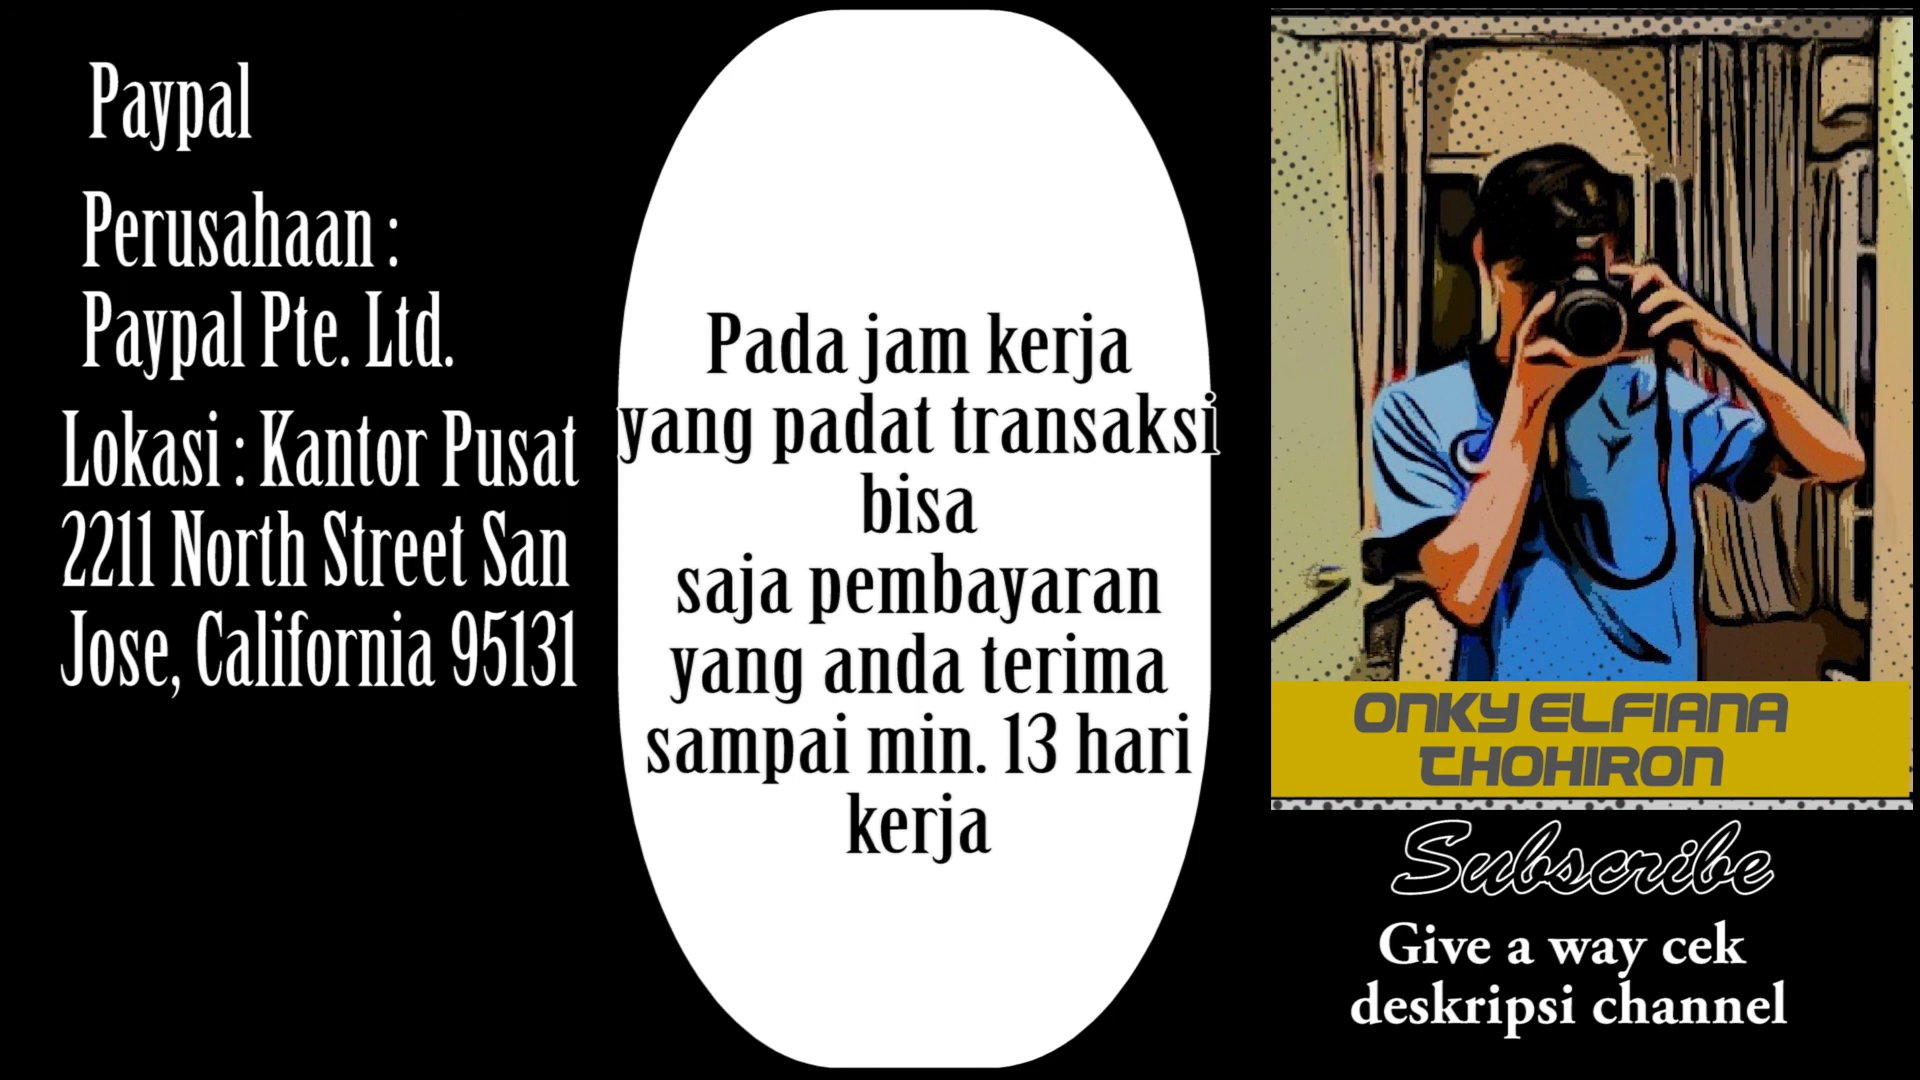 Paypal
Perusahaan :
Paypal Pte. Ltd.
Lokasi : Kantor Pusat
2211 North Street San
Jose, California 95131
Pada jam kerja
yang padat transaksi
bisa
saja pembayaran
yang anda terima
sampai min. 13 hari
kerja
ONKY ELFIANA
THOHIRON
Subscribe
Give a way cek
deskripsi channel